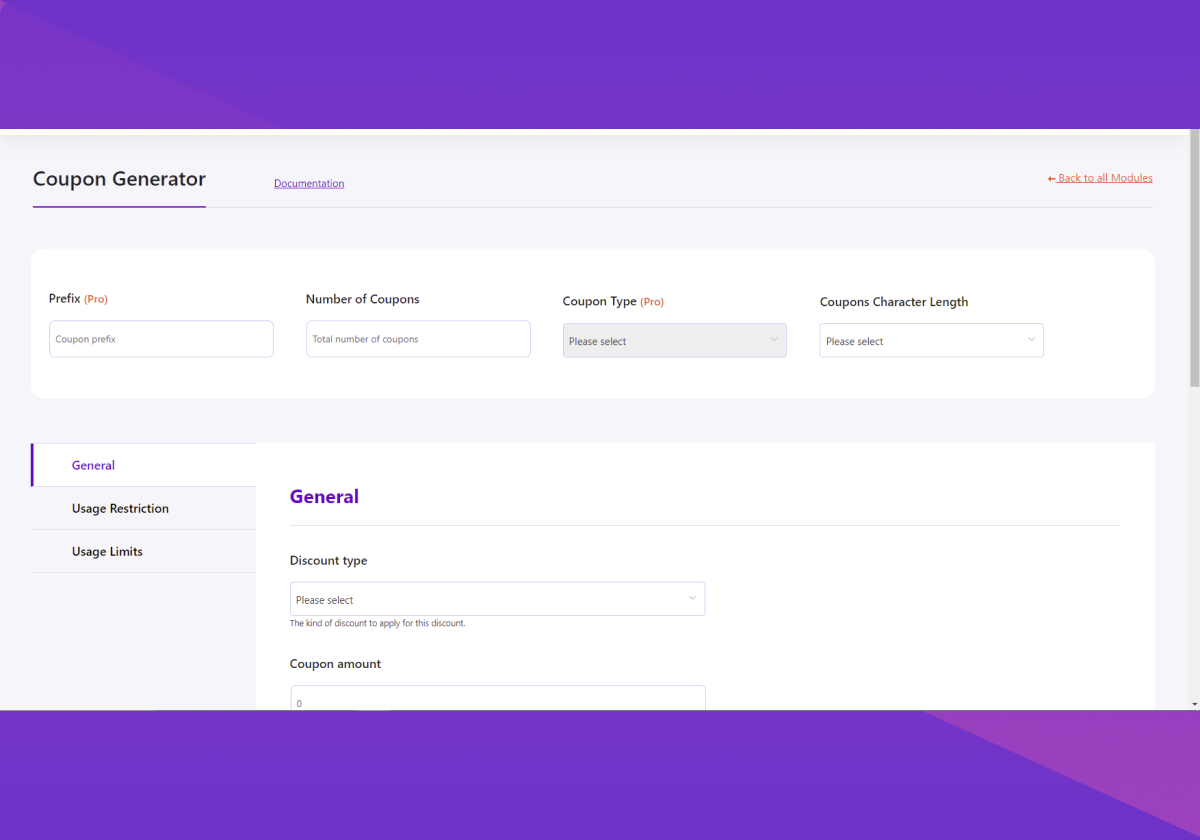 Coupon Generator
Documentation
←Back to all Modules
Prefix (Pro)
Number of Coupons
Coupon Type (Pro)
Coupons Character Length
Coupon prefix
Total number of coupons
Please select
Please select
General
Usage Restriction
Usage Limits
General
Discount type
Please select
The kind of discount to apply for this discount.
Coupon amount
0